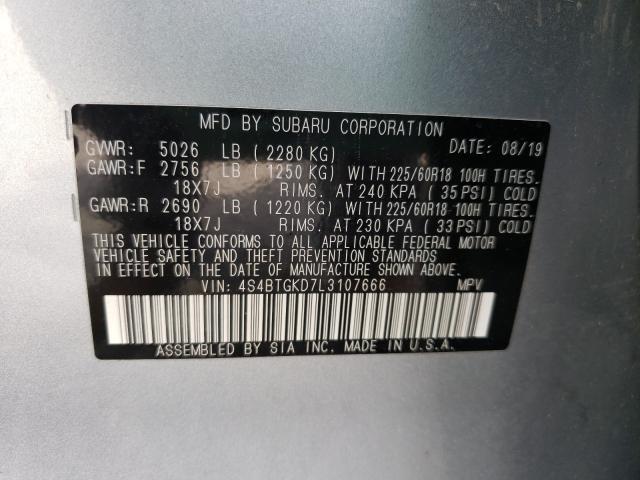 MFD BY SUBARU CORPORATION
GVWR: 5026 LB ( 2280 KG) DATE: 08/19
GAWR:F 2756 LB ( 1250 KG) WITH 225/60R18 100H TIRES.
18X7J RIMS. AT 240 KPA ( 35 PSI) COLD
GAWR:R 2690 LB ( 1220 KG) WITH 225/60R18 100H TIRES.
18X7J RIMS. AT 230 KPA ( 33 PSI) COLD
THIS VEHICLE CONFORMS TO ALL APPLICABLE FEDERAL MOTOR
VEHICLE SAFETY AND THEFT PREVENTION STANDARDS
IN EFFECT ON THE DATE OF MANUFACTURE SHOWN ABOVE.
VIN: 4S4BTGKD7L3107666 MPV
ASSEMBLED BY SIA INC. MADE IN U.S.A.